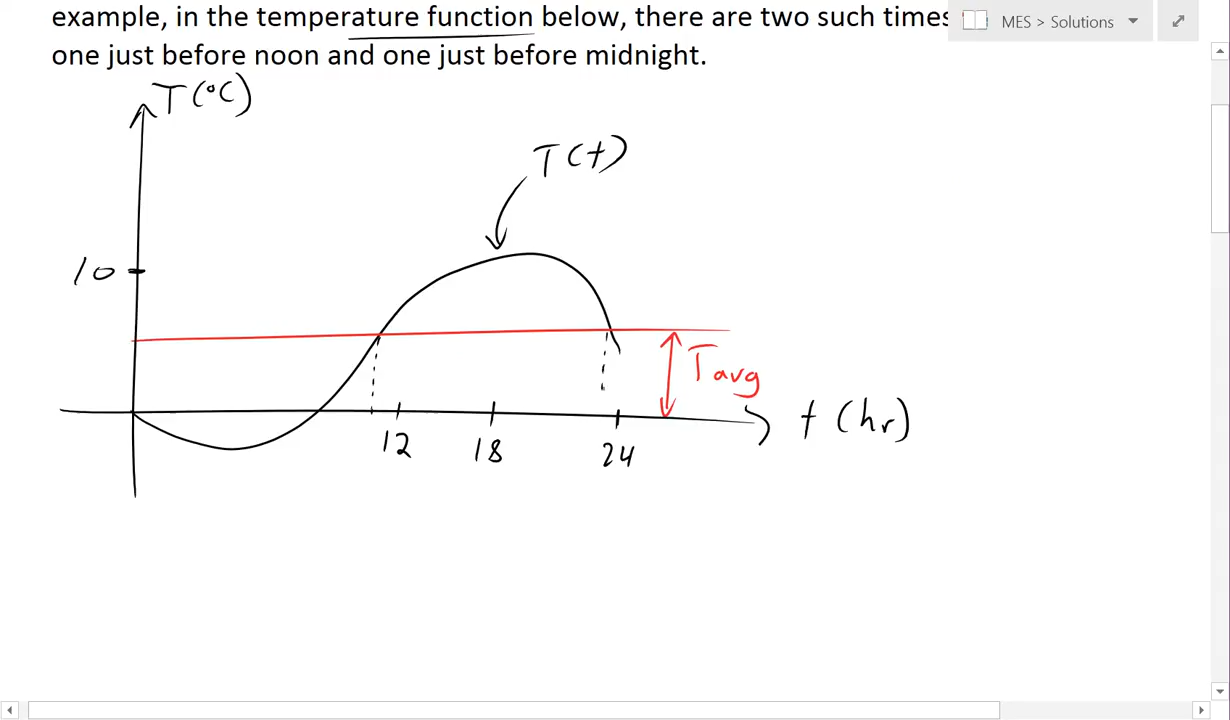 example, in the temperature function below, there are two such times
MES > Solutions
one just before noon and one just before midnight.
T(°C)
T(t)
10
Tavg
12
18
24
t (hr)